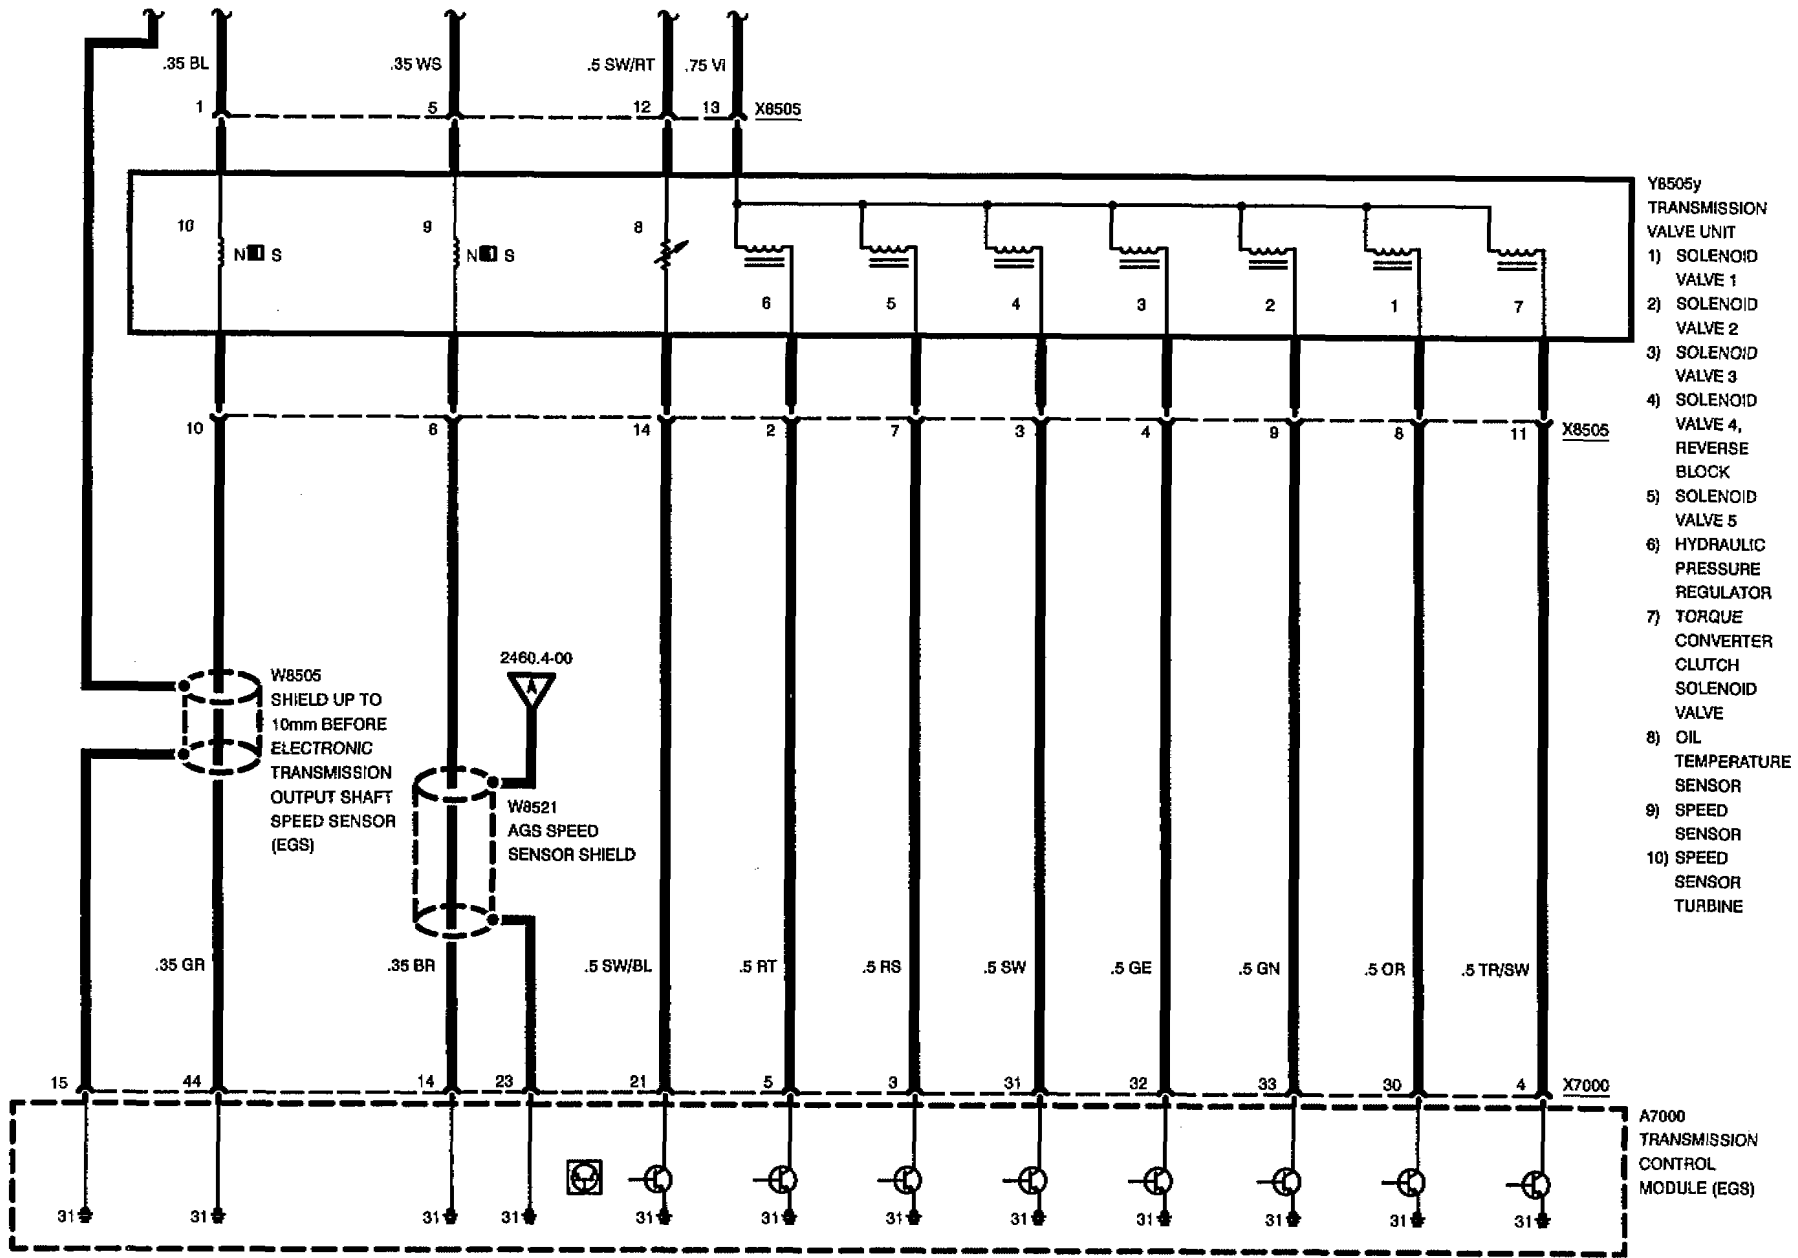 .35 BL
.35 WS
.5 SW/RT
.75 VI
1
5
12
13
X8505
10
N S
9
N S
8
6
5
4
3
2
1
7
Y8505y
TRANSMISSION
VALVE UNIT
1) SOLENOID
VALVE 1
2) SOLENOID
VALVE 2
3) SOLENOID
VALVE 3
4) SOLENOID
VALVE 4,
REVERSE
BLOCK
5) SOLENOID
VALVE 5
6) HYDRAULIC
PRESSURE
REGULATOR
7) TORQUE
CONVERTER
CLUTCH
SOLENOID
VALVE
8) OIL
TEMPERATURE
SENSOR
9) SPEED
SENSOR
10) SPEED
SENSOR
TURBINE
10
6
14
2
7
3
4
9
8
11
X8505
W8505
SHIELD UP TO
10mm BEFORE
ELECTRONIC
TRANSMISSION
OUTPUT SHAFT
SPEED SENSOR
(EGS)
2460.4-00
A
W8521
AGS SPEED
SENSOR SHIELD
.35 GR
.35 BR
.5 SW/BL
.5 RT
.5 RS
.5 SW
.5 GE
.5 GN
.5 OR
.5 TR/SW
15
44
14
23
21
5
3
31
32
33
30
4
X7000
A7000
TRANSMISSION
CONTROL
MODULE (EGS)
31
31
31
31
31
31
31
31
31
31
31
31